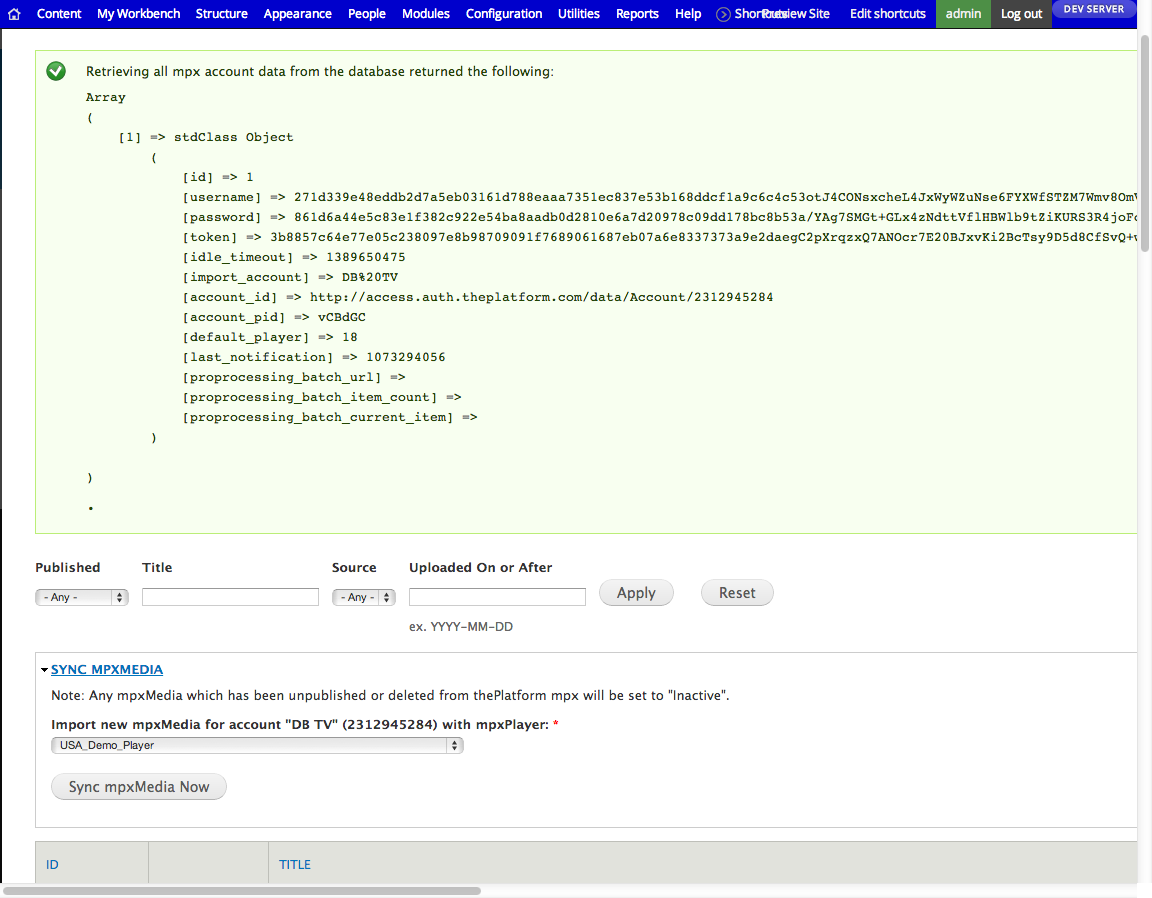 Content My Workbench Structure Appearance People Modules Configuration Utilities Reports Help Shortcuts Preview Site Edit shortcuts admin Log out DEV SERVER
Retrieving all mpx account data from the database returned the following:
Array
(
[1] => stdClass Object
(
[id] => 1
[username] => 271d339e48eddb2d7a5eb03161d788eaaa7351ec837e53b168ddcf1a9c6c4c53otJ4CONsxcheL4JxWyWZuNse6FYXWfSTZM7Wmv8Om
[password] => 861d6a44e5c83e1f382c922e54ba8aadb0d2810e6a7d20978c09dd178bc8b53a/YAg7SMGt+GLx4zNdttVflHBWlb9tZiKURS3R4joF
[token] => 3b8857c64e77e05c238097e8b98709091f7689061687eb07a6e8337373a9e2daegC2pXrqzxQ7ANOcr7E20BJxvKi2BcTsy9D5d8CfSvQ+
[idle_timeout] => 1389650475
[import_account] => DB%20TV
[account_id] => http://access.auth.theplatform.com/data/Account/2312945284
[account_pid] => vCBdGC
[default_player] => 18
[last_notification] => 1073294056
[proprocessing_batch_url] =>
[proprocessing_batch_item_count] =>
[proprocessing_batch_current_item] =>
)
)
.
Published Title Source Uploaded On or After
- Any - - Any - Apply Reset
ex. YYYY-MM-DD
SYNC MPXMEDIA
Note: Any mpxMedia which has been unpublished or deleted from thePlatform mpx will be set to "Inactive".
Import new mpxMedia for account "DB TV" (2312945284) with mpxPlayer: *
USA_Demo_Player
Sync mpxMedia Now
ID TITLE